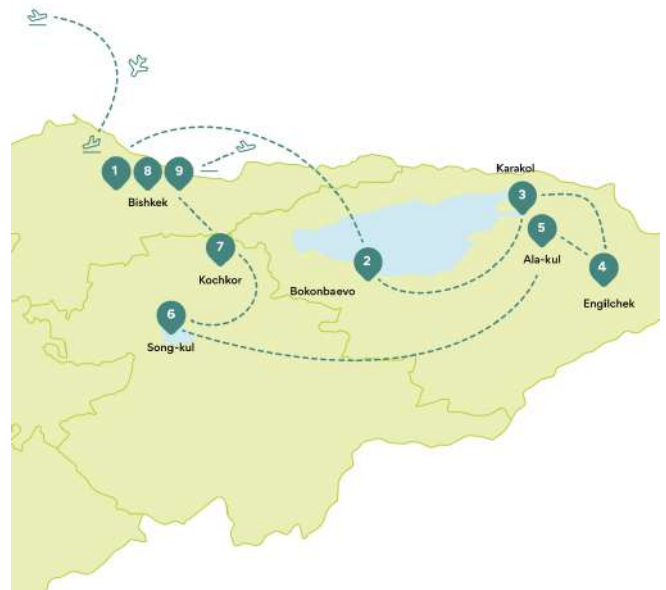 Karakol
3
1
8
9
Bishkek
5
7
Ala-kul
2
4
Kochkor
Bokonbaevo
Engilchek
6
Song-kul